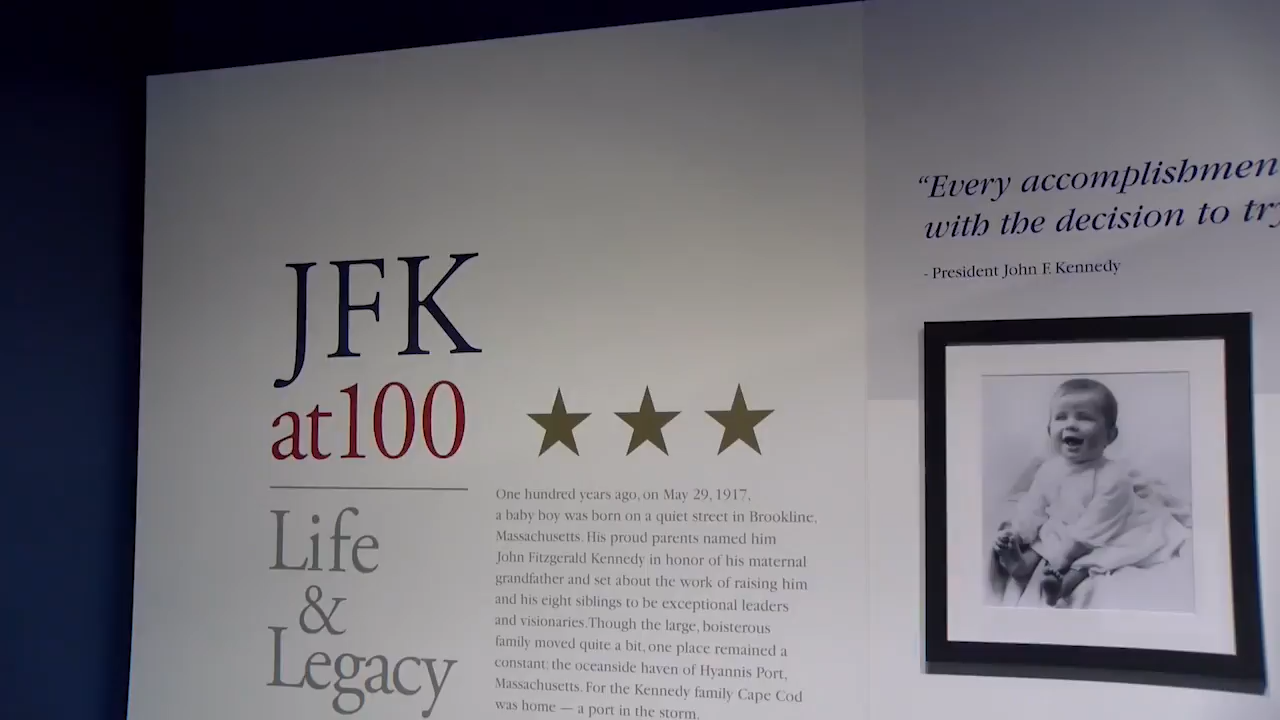 JFK
at 100
Life
&
Legacy
One hundred years ago, on May 29, 1917,
a baby boy was born on a quiet street in Brookline,
Massachusetts. His proud parents named him
John Fitzgerald Kennedy in honor of his maternal
grandfather and set about the work of raising him
and his eight siblings to be exceptional leaders
and visionaries. Though the large, boisterous
family moved quite a bit, one place remained a
constant: the oceanside haven of Hyannis Port,
Massachusetts. For the Kennedy family Cape Cod
was home — a port in the storm.
“Every accomplishmen
with the decision to try
- President John F. Kennedy